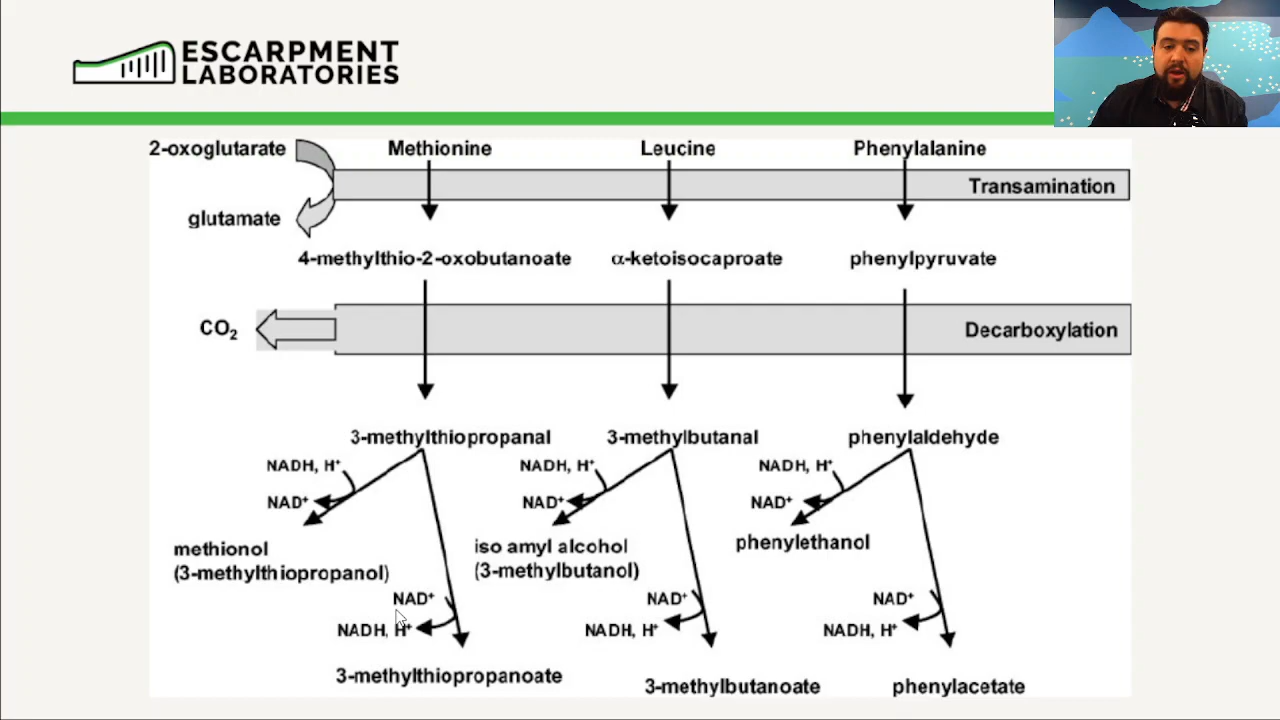 ESCARPMENT
LABORATORIES
2-oxoglutarate
Methionine
Leucine
Phenylalanine
Transamination
glutamate
4-methylthio-2-oxobutanoate
α-ketoisocaproate
phenylpyruvate
CO₂
Decarboxylation
3-methylthiopropanal
3-methylbutanal
phenylaldehyde
NADH, H⁺
NADH, H⁺
NADH, H⁺
NAD⁺
NAD⁺
NAD⁺
methionol
(3-methylthiopropanol)
iso amyl alcohol
(3-methylbutanol)
phenylethanol
NAD⁺
NAD⁺
NAD⁺
NADH, H⁺
NADH, H⁺
NADH, H⁺
3-methylthiopropanoate
3-methylbutanoate
phenylacetate